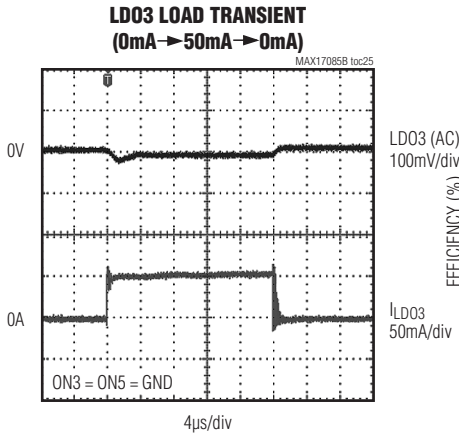 LDO3 LOAD TRANSIENT
(0mA→50mA→0mA)
MAX17085B toc25
T
0V
LDO3 (AC)
100mV/div
EFFICIENCY (%)
0A
ILDO3
50mA/div
ON3 = ON5 = GND
4µs/div